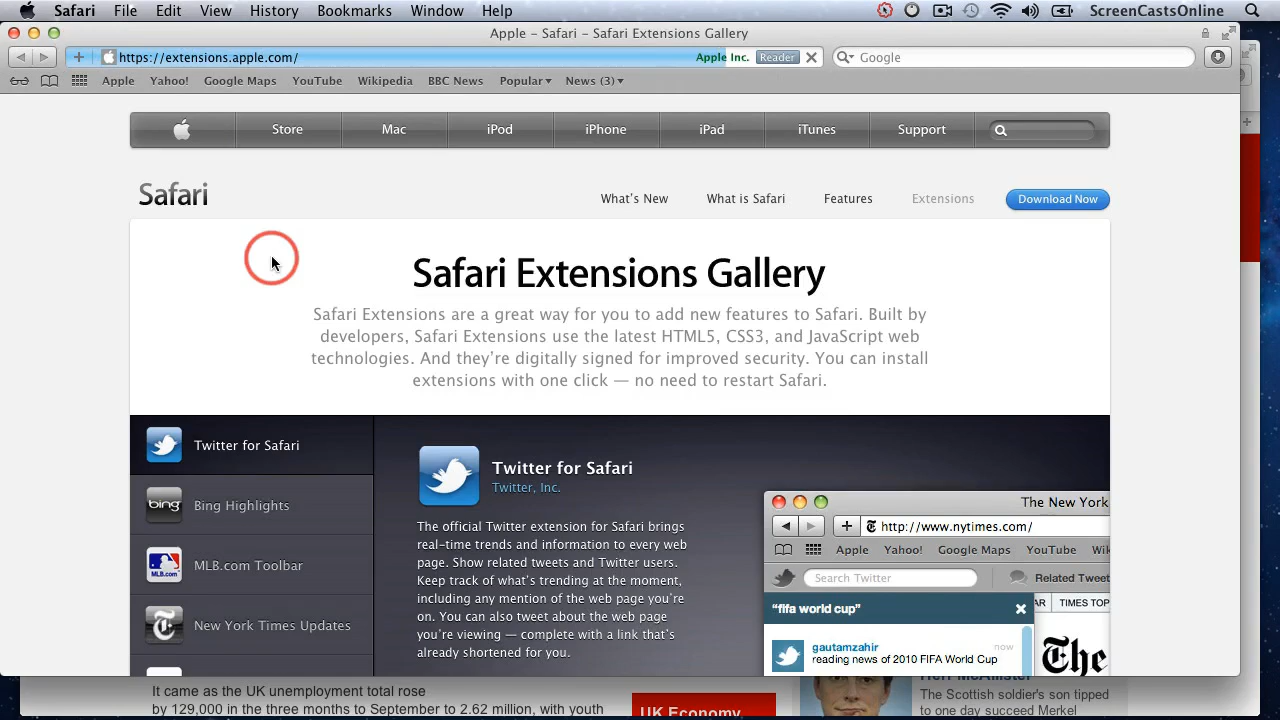 Safari File Edit View History Bookmarks Window Help ScreenCastsOnline
Apple – Safari – Safari Extensions Gallery
https://extensions.apple.com/ Apple Inc. Reader Google
Apple Yahoo! Google Maps YouTube Wikipedia BBC News Popular News (3)
Store Mac iPod iPhone iPad iTunes Support
Safari What's New What is Safari Features Extensions Download Now
Safari Extensions Gallery
Safari Extensions are a great way for you to add new features to Safari. Built by
developers, Safari Extensions use the latest HTML5, CSS3, and JavaScript web
technologies. And they're digitally signed for improved security. You can install
extensions with one click — no need to restart Safari.
Twitter for Safari
bing Bing Highlights
MLB.com MLB.com Toolbar
New York Times Updates
Twitter for Safari
Twitter, Inc.
The official Twitter extension for Safari brings
real-time trends and information to every web
page. Show related tweets and Twitter users.
Keep track of what's trending at the moment,
including any mention of the web page you're
on. You can also tweet about the web page
you're viewing — complete with a link that's
already shortened for you.
The New York
http://www.nytimes.com/
Apple Yahoo! Google Maps YouTube Wik
Search Twitter Related Tweet
"fifa world cup" AR TIMES TOP
gautamzahir now
reading news of 2010 FIFA World Cup
The
It came as the UK unemployment total rose
by 129,000 in the three months to September to 2.62 million, with youth
UK Economy
Herr McAllister
The Scottish soldier's son tipped
to one day succeed Merkel